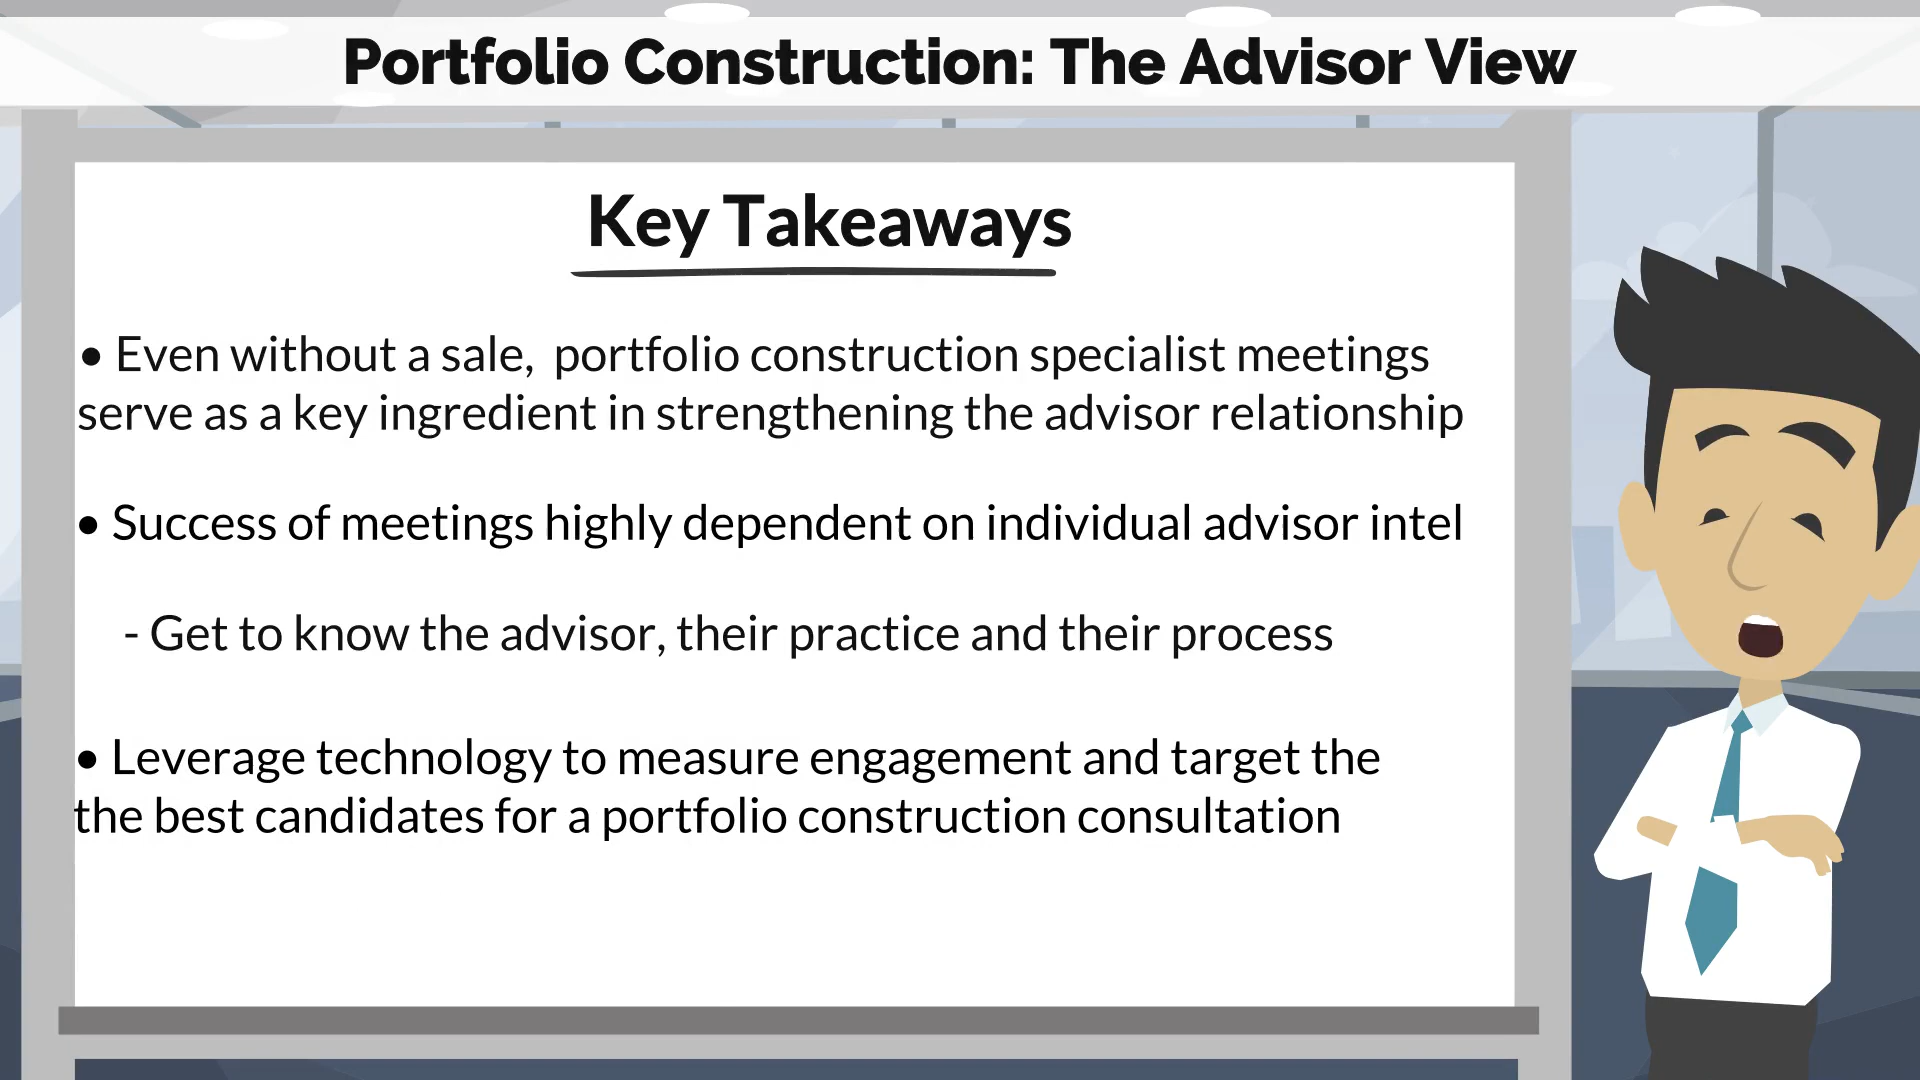 Portfolio Construction: The Advisor View
Key Takeaways
• Even without a sale,  portfolio construction specialist meetings
serve as a key ingredient in strengthening the advisor relationship
• Success of meetings highly dependent on individual advisor intel
- Get to know the advisor, their practice and their process
• Leverage technology to measure engagement and target the
the best candidates for a portfolio construction consultation